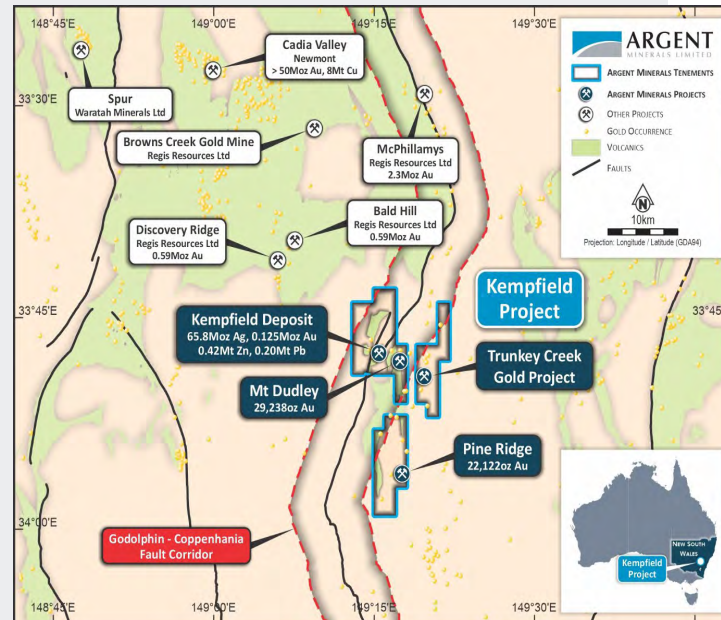 148°45'E
149°00'E
149°15'E
149°30'E
33°30'E
33°45'E
34°00'E
33°45'
Cadia Valley
Newmont
> 50Moz Au, 8Mt Cu
Spur
Waratah Minerals Ltd
Browns Creek Gold Mine
Regis Resources Ltd
McPhillamys
Regis Resources Ltd
2.3Moz Au
Bald Hill
Regis Resources Ltd
0.59Moz Au
Discovery Ridge
Regis Resources Ltd
0.59Moz Au
ARGENT
MINERALS LIMITED
ARGENT MINERALS TENEMENTS
ARGENT MINERALS PROJECTS
OTHER PROJECTS
GOLD OCCURRENCE
VOLCANICS
FAULTS
N
10km
Projection: Longitude / Latitude (GDA94)
Kempfield
Project
Kempfield Deposit
65.8Moz Ag, 0.125Moz Au
0.42Mt Zn, 0.20Mt Pb
Mt Dudley
29,238oz Au
Trunkey Creek
Gold Project
Pine Ridge
22,122oz Au
Godolphin - Coppenhania
Fault Corridor
NEW SOUTH
WALES
Kempfield
Project
148°45'E
149°00'E
149°15'E
149°30'E